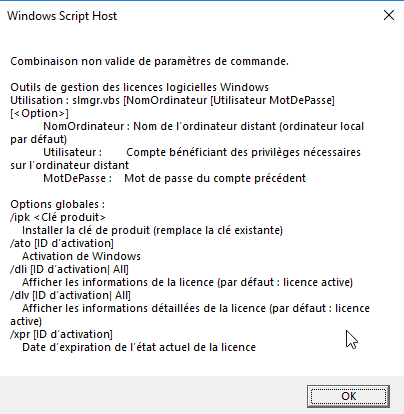 Windows Script Host
Combinaison non valide de paramètres de commande.
Outils de gestion des licences logicielles Windows
Utilisation : slmgr.vbs [NomOrdinateur [Utilisateur MotDePasse]
[<Option>]
NomOrdinateur : Nom de l'ordinateur distant (ordinateur local
par défaut)
Utilisateur : Compte bénéficiant des privilèges nécessaires
sur l'ordinateur distant
MotDePasse : Mot de passe du compte précédent
Options globales :
/ipk <Clé produit>
Installer la clé de produit (remplace la clé existante)
/ato [ID d'activation]
Activation de Windows
/dli [ID d'activation| All]
Afficher les informations de la licence (par défaut : licence active)
/dlv [ID d'activation| All]
Afficher les informations détaillées de la licence (par défaut : licence
active)
/xpr [ID d'activation]
Date d'expiration de l'état actuel de la licence
OK